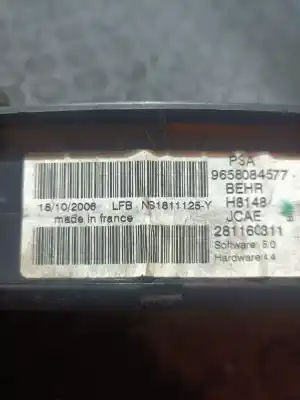 PSA
9658084577
BEHR
H8148
JCAE
281160311
Software 5.0
Hardware 4.4
18/10/2006 LFB NS1811125-Y
made in france